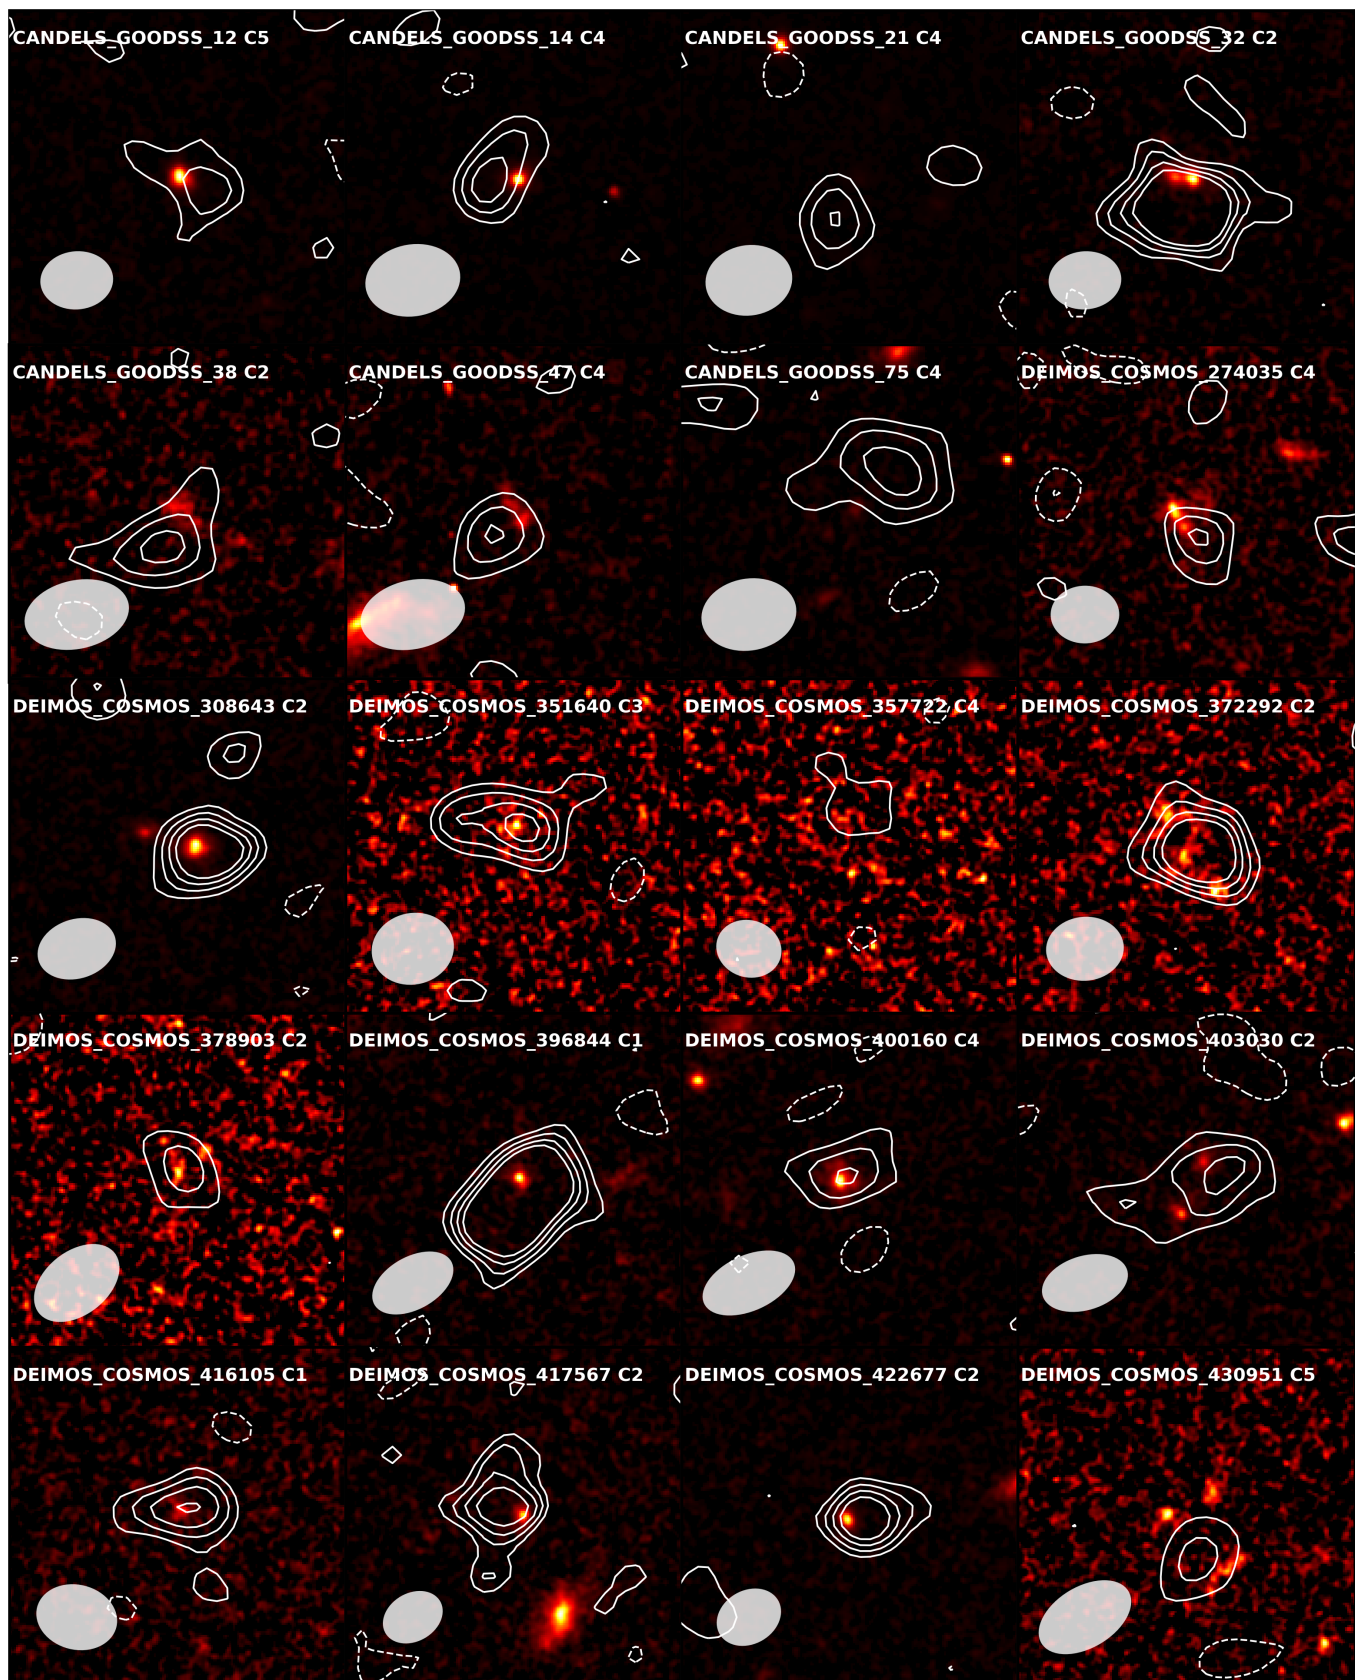 CANDELS_GOODSS_12 C5
CANDELS_GOODSS_14 C4
CANDELS_GOODSS_21 C4
CANDELS_GOODSS_32 C2
CANDELS_GOODSS_38 C2
CANDELS_GOODSS_47 C4
CANDELS_GOODSS_75 C4
DEIMOS_COSMOS_274035 C4
DEIMOS_COSMOS_308643 C2
DEIMOS_COSMOS_351640 C3
DEIMOS_COSMOS_357722 C4
DEIMOS_COSMOS_372292 C2
DEIMOS_COSMOS_378903 C2
DEIMOS_COSMOS_396844 C1
DEIMOS_COSMOS_400160 C4
DEIMOS_COSMOS_403030 C2
DEIMOS_COSMOS_416105 C1
DEIMOS_COSMOS_417567 C2
DEIMOS_COSMOS_422677 C2
DEIMOS_COSMOS_430951 C5